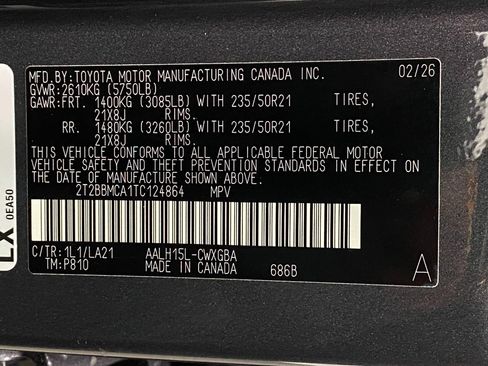 MFD.BY:TOYOTA MOTOR MANUFACTURING CANADA INC. 02/26
GVWR:2610KG (5750LB)
GAWR:FRT. 1400KG (3085LB) WITH 235/50R21 TIRES,
21X8J RIMS.
RR. 1480KG (3260LB) WITH 235/50R21 TIRES,
21X8J RIMS.
THIS VEHICLE CONFORMS TO ALL APPLICABLE FEDERAL MOTOR
VEHICLE SAFETY AND THEFT PREVENTION STANDARDS IN EFFECT ON
THE DATE OF MANUFACTURE SHOWN ABOVE.
2T2BBMCA1TC124864 MPV
C/TR:1L1/LA21 AALH15L-CWXGBA
TM:P810 MADE IN CANADA 686B A
LX 0EA50